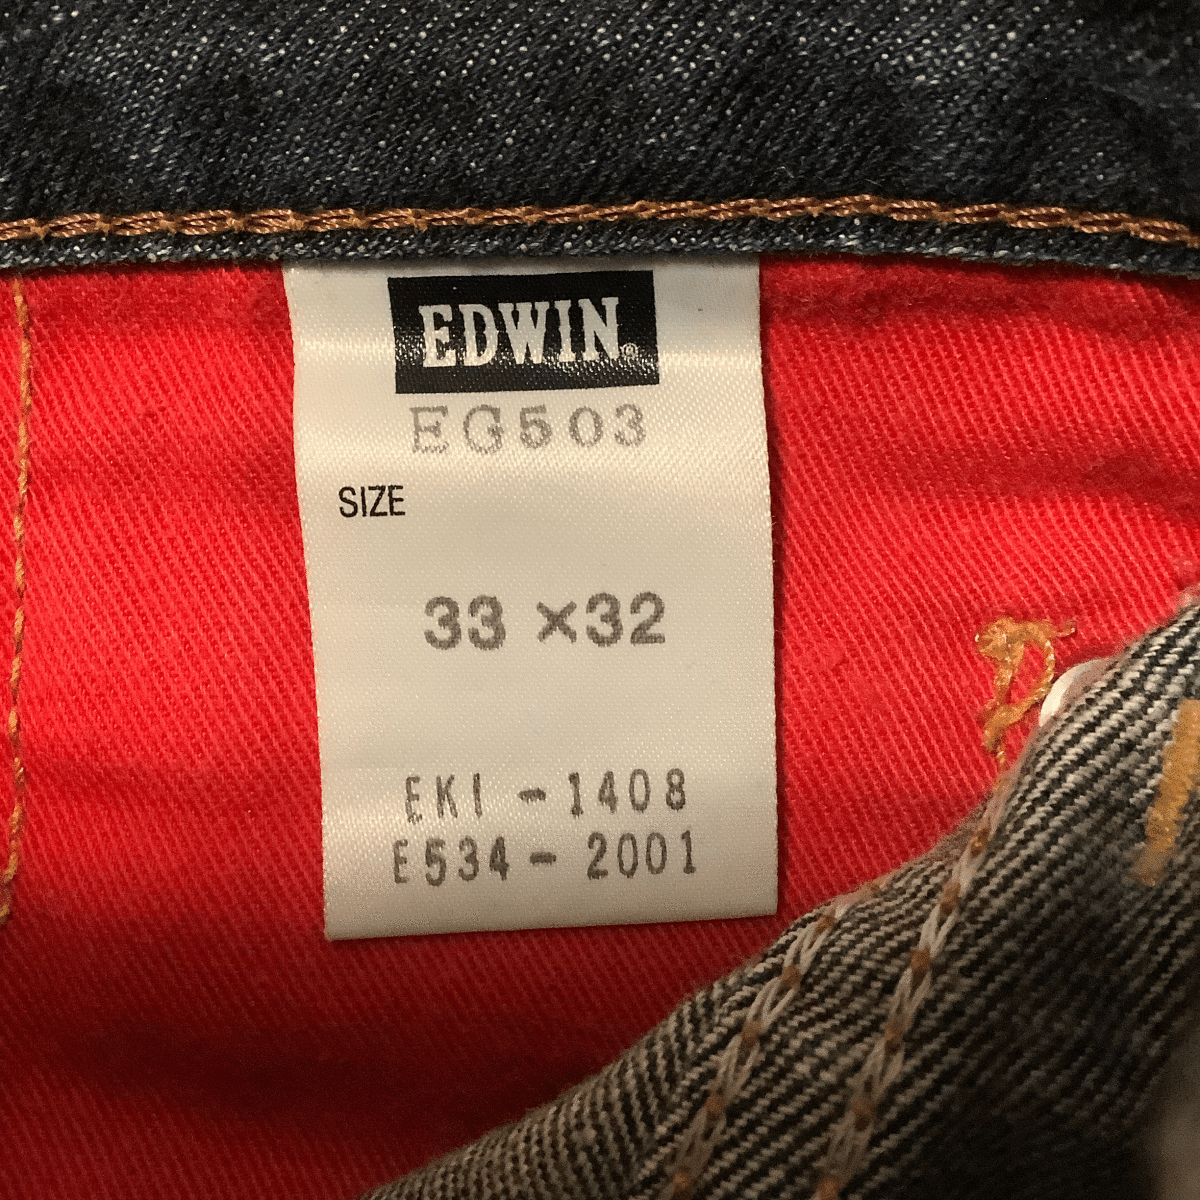 EDWIN®
EG503
SIZE
33 ×32
EKI - 1408
E534 - 2001